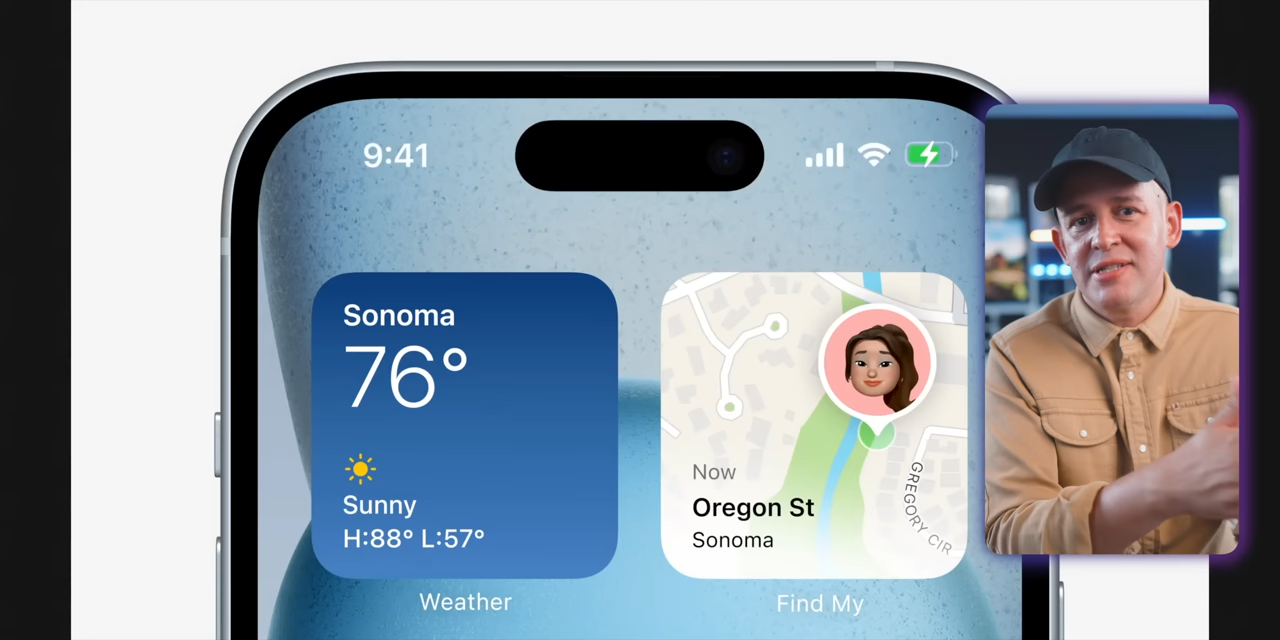 9:41
Sonoma
76°
Sunny
H:88° L:57°
Weather
Now
Oregon St
Sonoma
GREGORY CIR
Find My